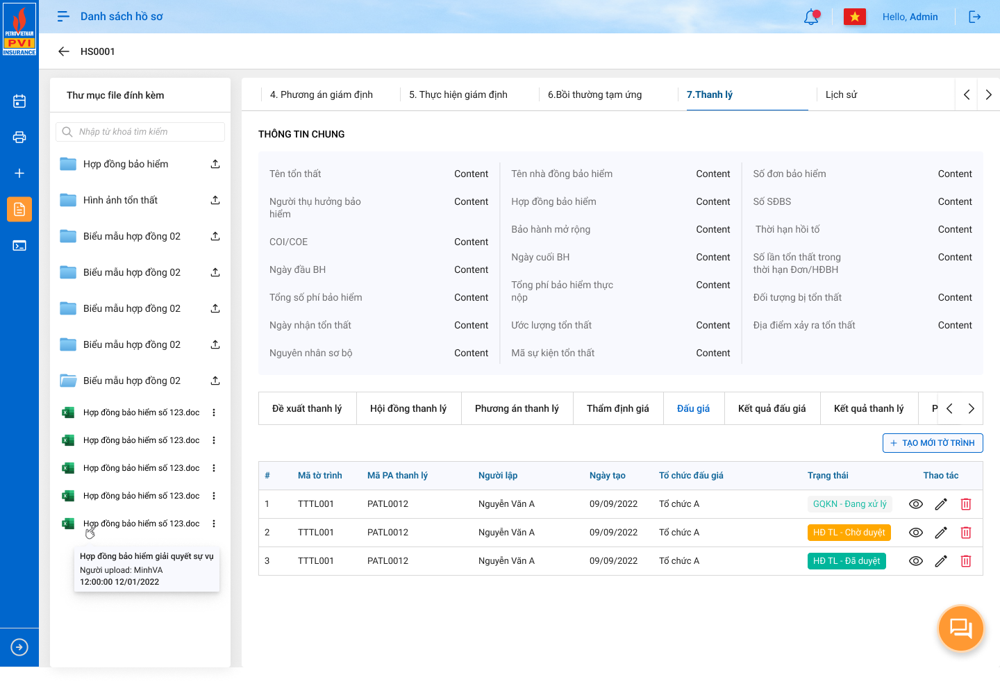 PETROVIETNAM
PVI
INSURANCE
Danh sách hồ sơ
Hello, Admin
HS0001
Thư mục file đính kèm
Nhập từ khoá tìm kiếm
Hợp đồng bảo hiểm
Hình ảnh tổn thất
Biểu mẫu hợp đồng 02
Biểu mẫu hợp đồng 02
Biểu mẫu hợp đồng 02
Biểu mẫu hợp đồng 02
Biểu mẫu hợp đồng 02
Hợp đồng bảo hiểm số 123.doc
Hợp đồng bảo hiểm số 123.doc
Hợp đồng bảo hiểm số 123.doc
Hợp đồng bảo hiểm số 123.doc
Hợp đồng bảo hiểm số 123.doc
Hợp đồng bảo hiểm giải quyết sự vụ
Người upload: MinhVA
12:00:00 12/01/2022
4. Phương án giám định 5. Thực hiện giám định 6.Bồi thường tạm ứng 7.Thanh lý Lịch sử
THÔNG TIN CHUNG
Tên tổn thất Content
Người thụ hưởng bảo Content
hiểm
COI/COE Content
Ngày đầu BH Content
Tổng số phí bảo hiểm Content
Ngày nhận tổn thất Content
Nguyên nhân sơ bộ Content
Tên nhà đồng bảo hiểm Content
Hợp đồng bảo hiểm Content
Bảo hành mở rộng Content
Ngày cuối BH Content
Tổng phí bảo hiểm thực Content
nộp
Ước lượng tổn thất Content
Mã sự kiện tổn thất Content
Số đơn bảo hiểm Content
Số SĐBS Content
Thời hạn hồi tố Content
Số lần tổn thất trong Content
thời hạn Đơn/HĐBH
Đối tượng bị tổn thất Content
Địa điểm xảy ra tổn thất Content
Đề xuất thanh lý Hội đồng thanh lý Phương án thanh lý Thẩm định giá Đấu giá Kết quả đấu giá Kết quả thanh lý P
TẠO MỚI TỜ TRÌNH
# Mã tờ trình Mã PA thanh lý Người lập Ngày tạo Tổ chức đấu giá Trạng thái Thao tác
1 TTTL001 PATL0012 Nguyễn Văn A 09/09/2022 Tổ chức A GQKN - Đang xử lý
2 TTTL001 PATL0012 Nguyễn Văn A 09/09/2022 Tổ chức A HĐ TL - Chờ duyệt
3 TTTL001 PATL0012 Nguyễn Văn A 09/09/2022 Tổ chức A HĐ TL - Đã duyệt